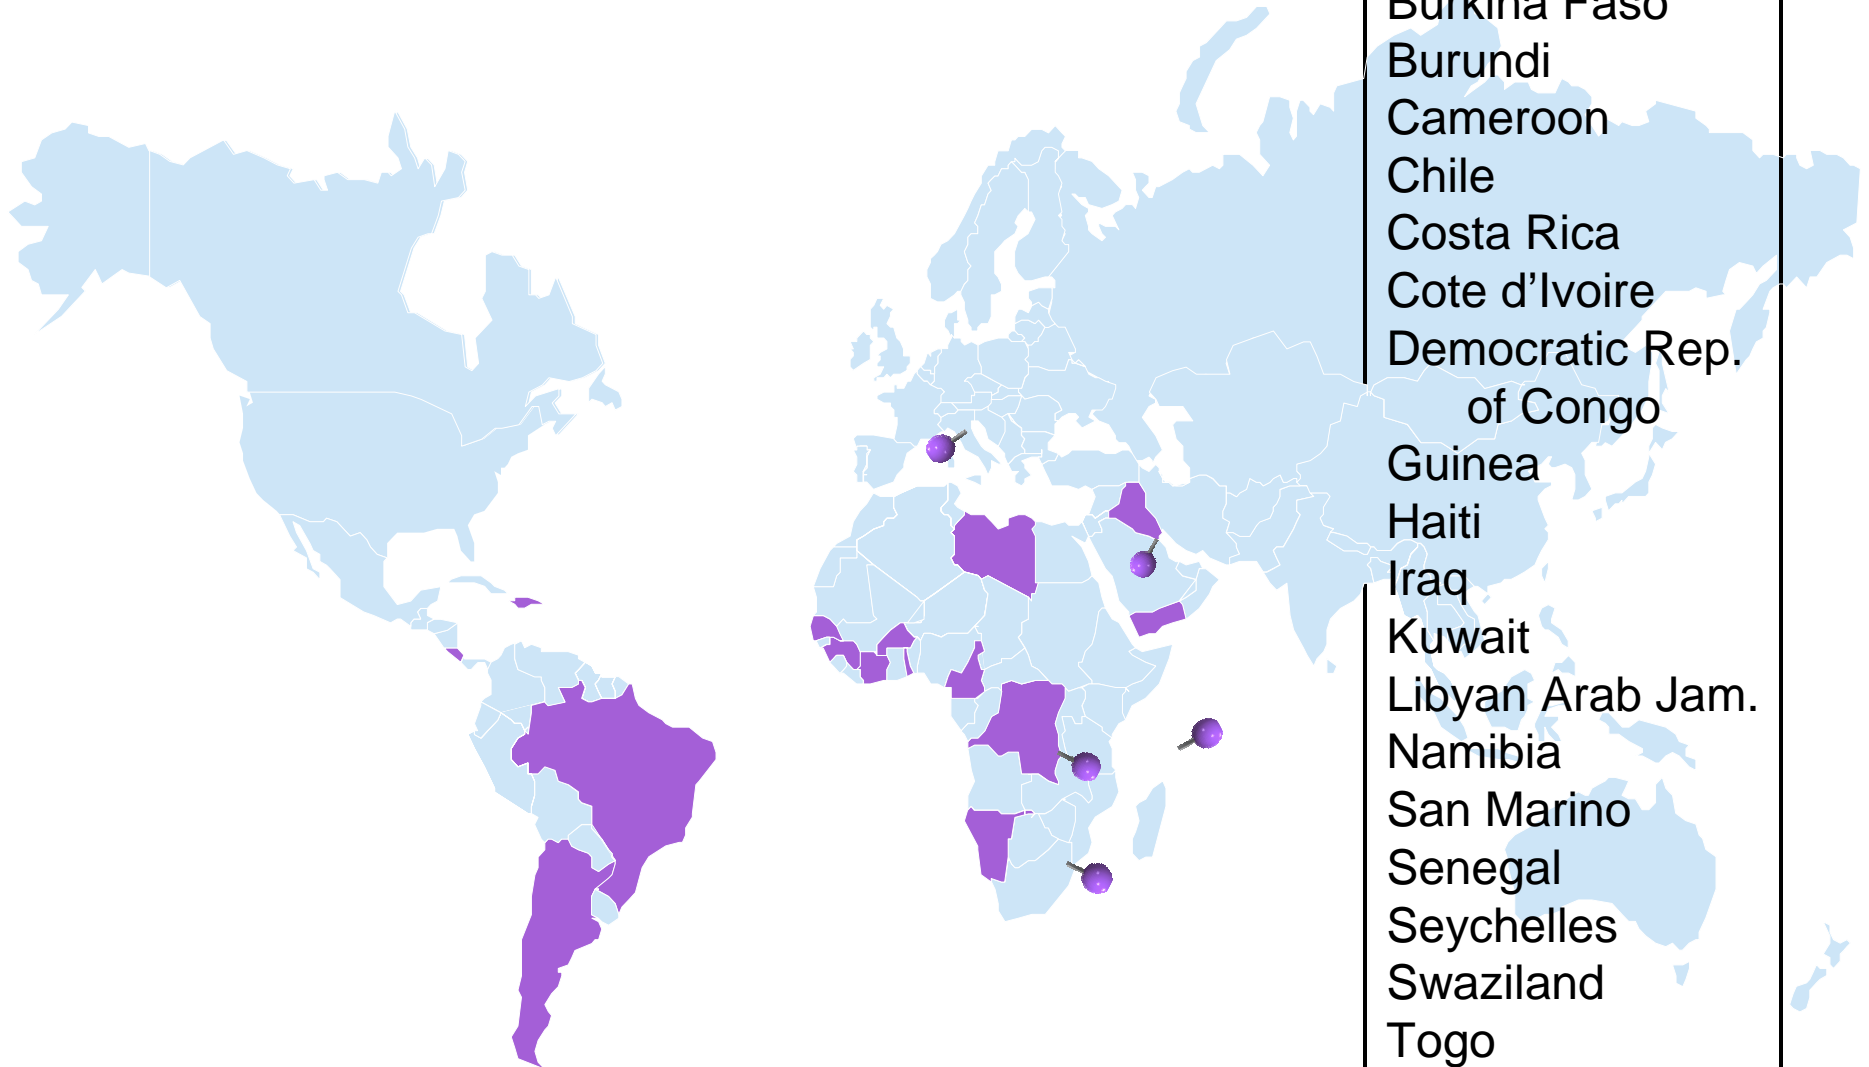 Burkina Faso
Burundi
Cameroon
Chile
Costa Rica
Cote d’Ivoire
Democratic Rep.
of Congo
Guinea
Haiti
Iraq
Kuwait
Libyan Arab Jam.
Namibia
San Marino
Senegal
Seychelles
Swaziland
Togo